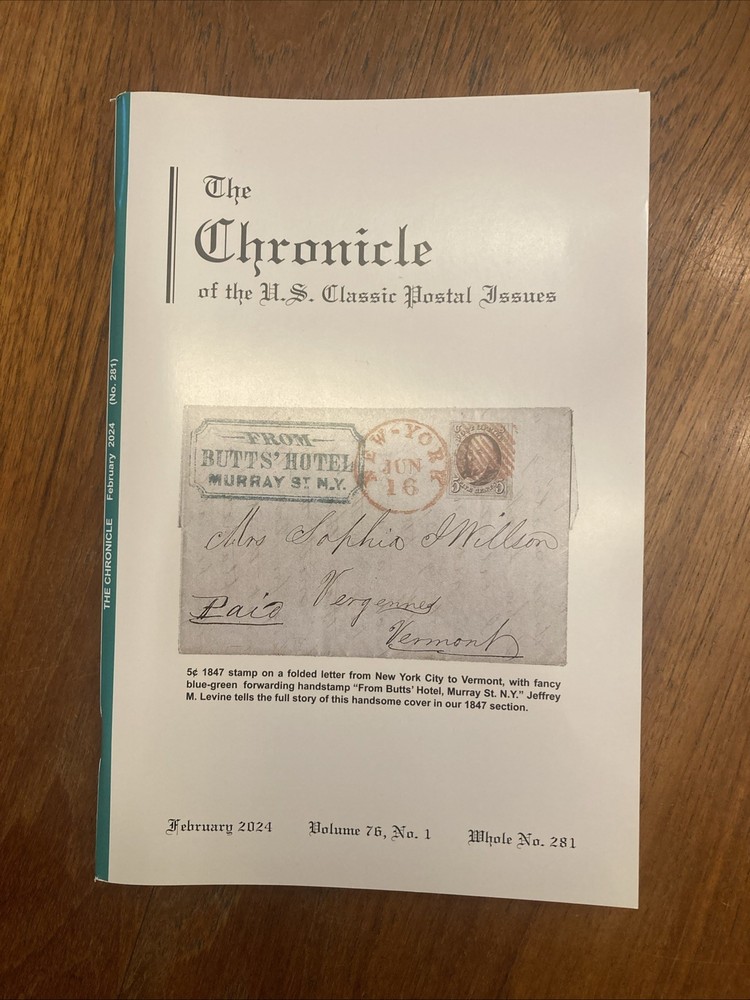 The
Chronicle
of the U.S. Classic Postal Issues
THE CHRONICLE February 2024 (No. 281)
FROM
BUTTS' HOTEL
MURRAY ST. N.Y.
NEW-YORK
JUN
16
5 5
Mrs Sophia J Willson
Vergennes
Paid
Vermont
5¢ 1847 stamp on a folded letter from New York City to Vermont, with fancy
blue-green forwarding handstamp "From Butts' Hotel, Murray St. N.Y." Jeffrey
M. Levine tells the full story of this handsome cover in our 1847 section.
February 2024 Volume 76, No. 1 Whole No. 281